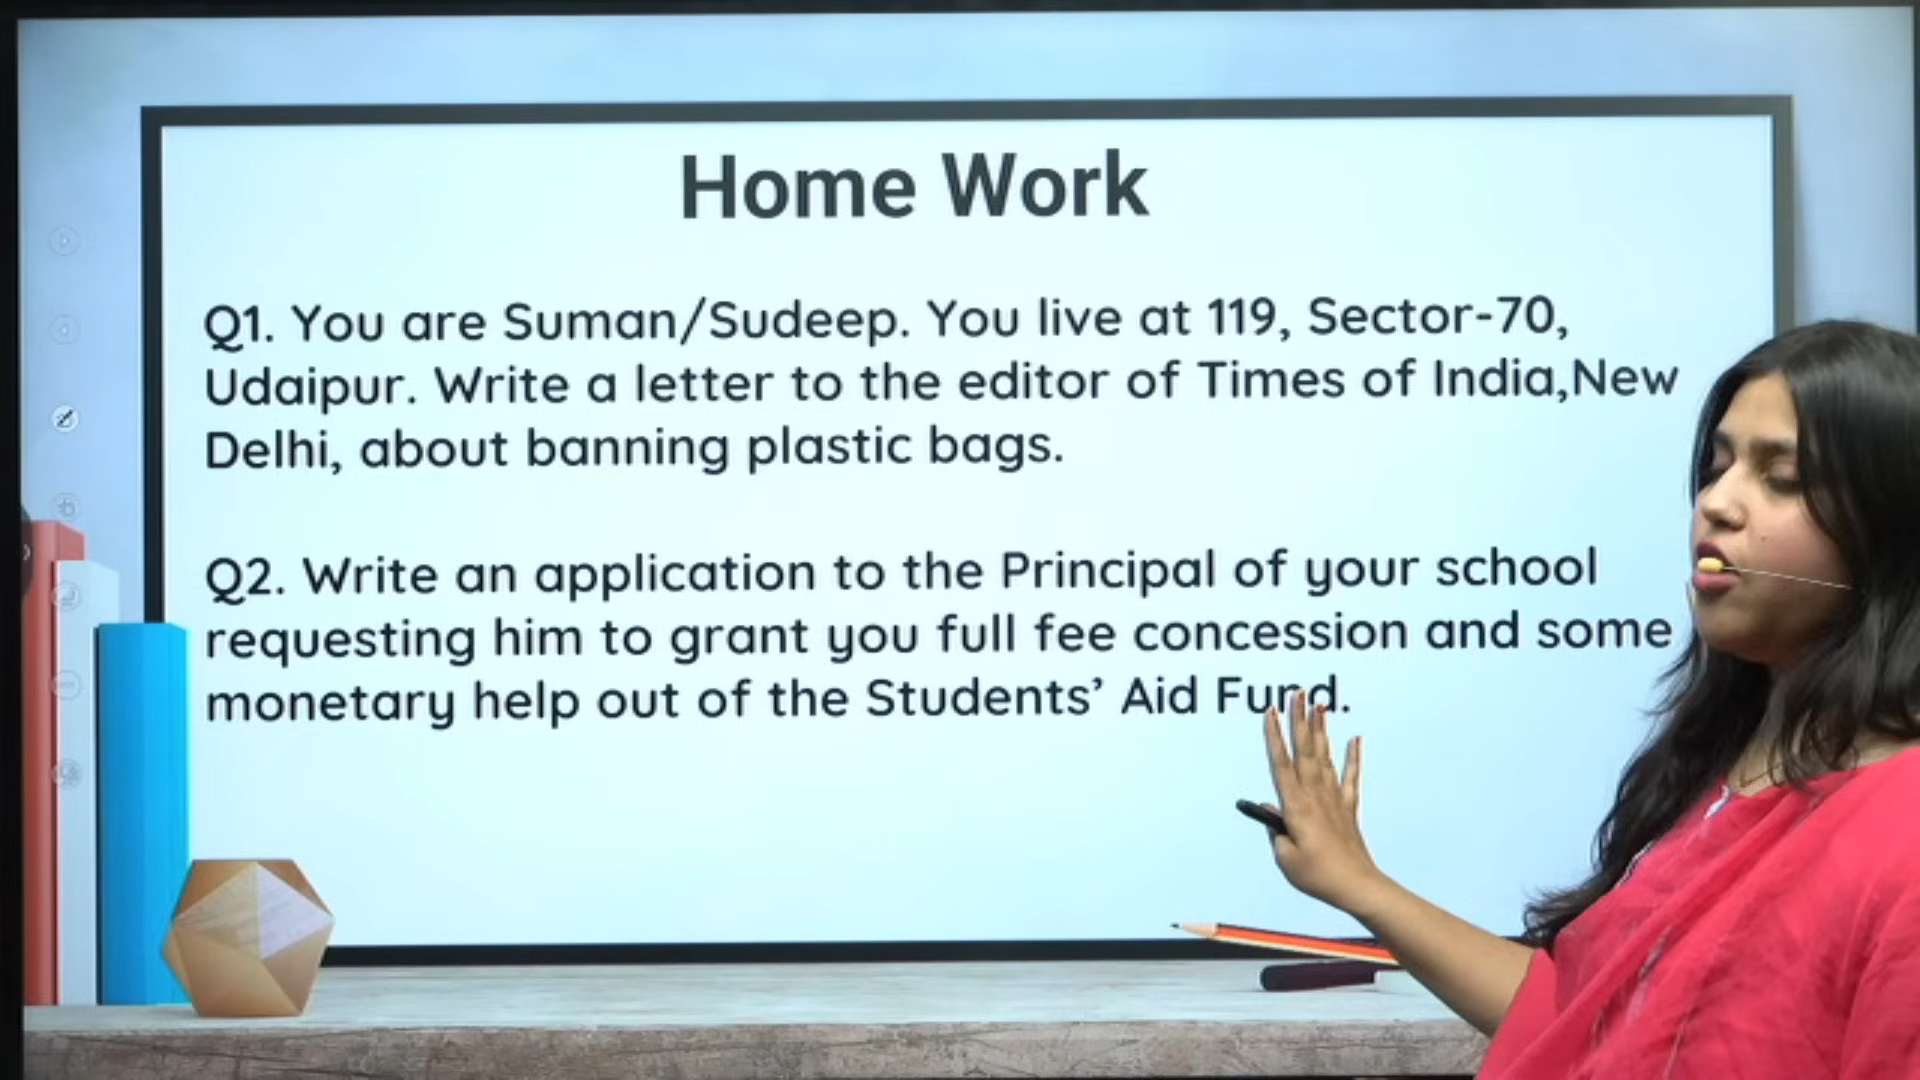 Home Work
Q1. You are Suman/Sudeep. You live at 119, Sector-70,
Udaipur. Write a letter to the editor of Times of India,New
Delhi, about banning plastic bags.
Q2. Write an application to the Principal of your school
requesting him to grant you full fee concession and some
monetary help out of the Students’ Aid Fund.